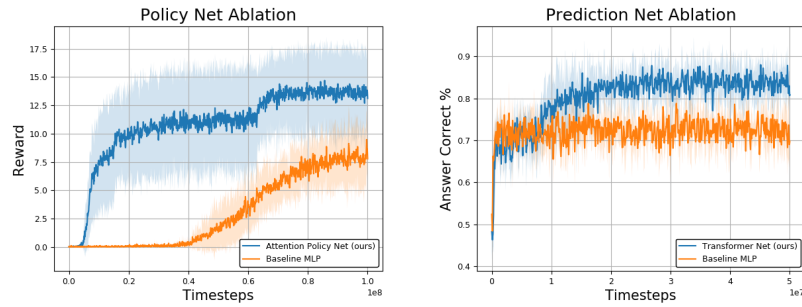 Policy Net Ablation
Reward
17.5
15.0
12.5
10.0
7.5
5.0
2.5
0.0
Attention Policy Net (ours)
Baseline MLP
0.0 0.2 0.4 0.6 0.8 1.0
1e8
Timesteps
Prediction Net Ablation
Answer Correct %
0.9
0.8
0.7
0.6
0.5
0.4
Transformer Net (ours)
Baseline MLP
0 1 2 3 4 5
1e7
Timesteps